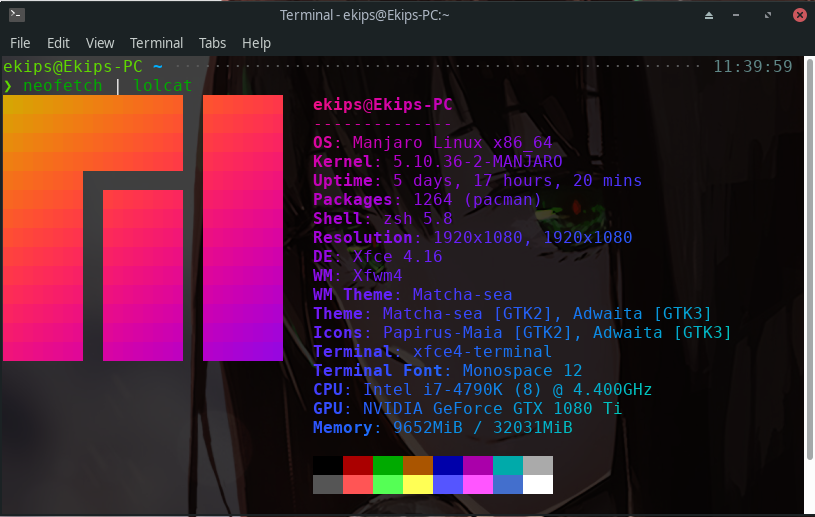 Terminal - ekips@Ekips-PC:~
File Edit View Terminal Tabs Help
ekips@Ekips-PC ~ 11:39:59
❯ neofetch | lolcat
ekips@Ekips-PC
--------------
OS: Manjaro Linux x86_64
Kernel: 5.10.36-2-MANJARO
Uptime: 5 days, 17 hours, 20 mins
Packages: 1264 (pacman)
Shell: zsh 5.8
Resolution: 1920x1080, 1920x1080
DE: Xfce 4.16
WM: Xfwm4
WM Theme: Matcha-sea
Theme: Matcha-sea [GTK2], Adwaita [GTK3]
Icons: Papirus-Maia [GTK2], Adwaita [GTK3]
Terminal: xfce4-terminal
Terminal Font: Monospace 12
CPU: Intel i7-4790K (8) @ 4.400GHz
GPU: NVIDIA GeForce GTX 1080 Ti
Memory: 9652MiB / 32031MiB